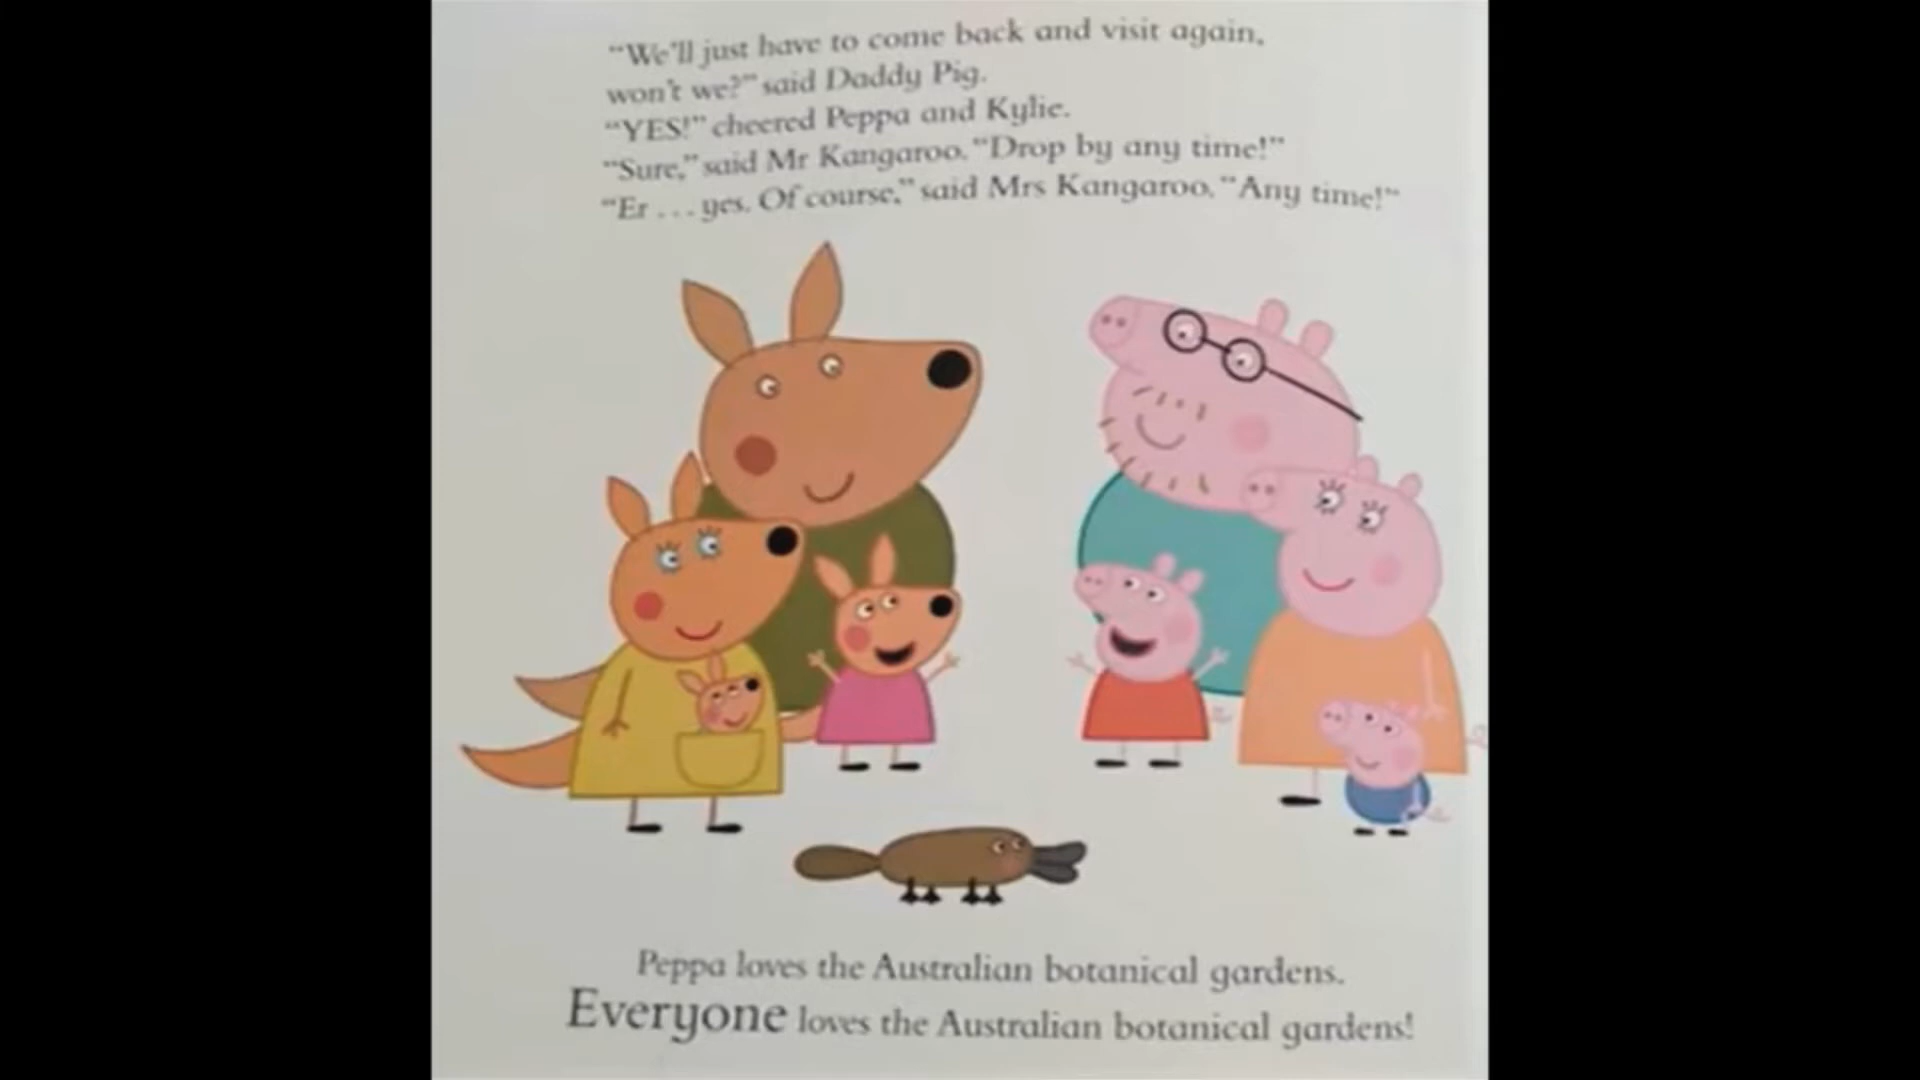 “We’ll just have to come back and visit again,
won’t we?” said Daddy Pig.
“YES!” cheered Peppa and Kylie.
“Sure,” said Mr Kangaroo. “Drop by any time!”
“Er . . . yes. Of course,” said Mrs Kangaroo. “Any time!”
Peppa loves the Australian botanical gardens.
Everyone loves the Australian botanical gardens!